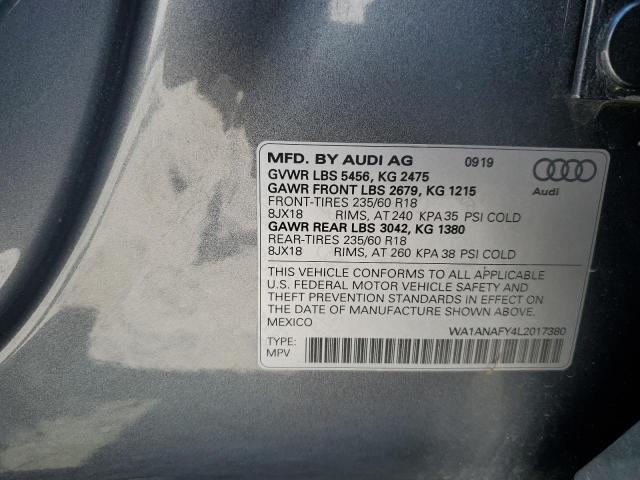 MFD. BY AUDI AG 09 19
GVWR LBS 5456, KG 2475
GAWR FRONT LBS 2679, KG 1215
FRONT-TIRES 235/60 R18
8JX18 RIMS, AT 240 KPA 35 PSI COLD
GAWR REAR LBS 3042, KG 1380
REAR-TIRES 235/60 R18
8JX18 RIMS, AT 260 KPA 38 PSI COLD
Audi
THIS VEHICLE CONFORMS TO ALL APPLICABLE
U.S. FEDERAL MOTOR VEHICLE SAFETY AND
THEFT PREVENTION STANDARDS IN EFFECT ON
THE DATE OF MANUFACTURE SHOWN ABOVE.
MEXICO
WA1ANAFY4L2017380
TYPE:
MPV